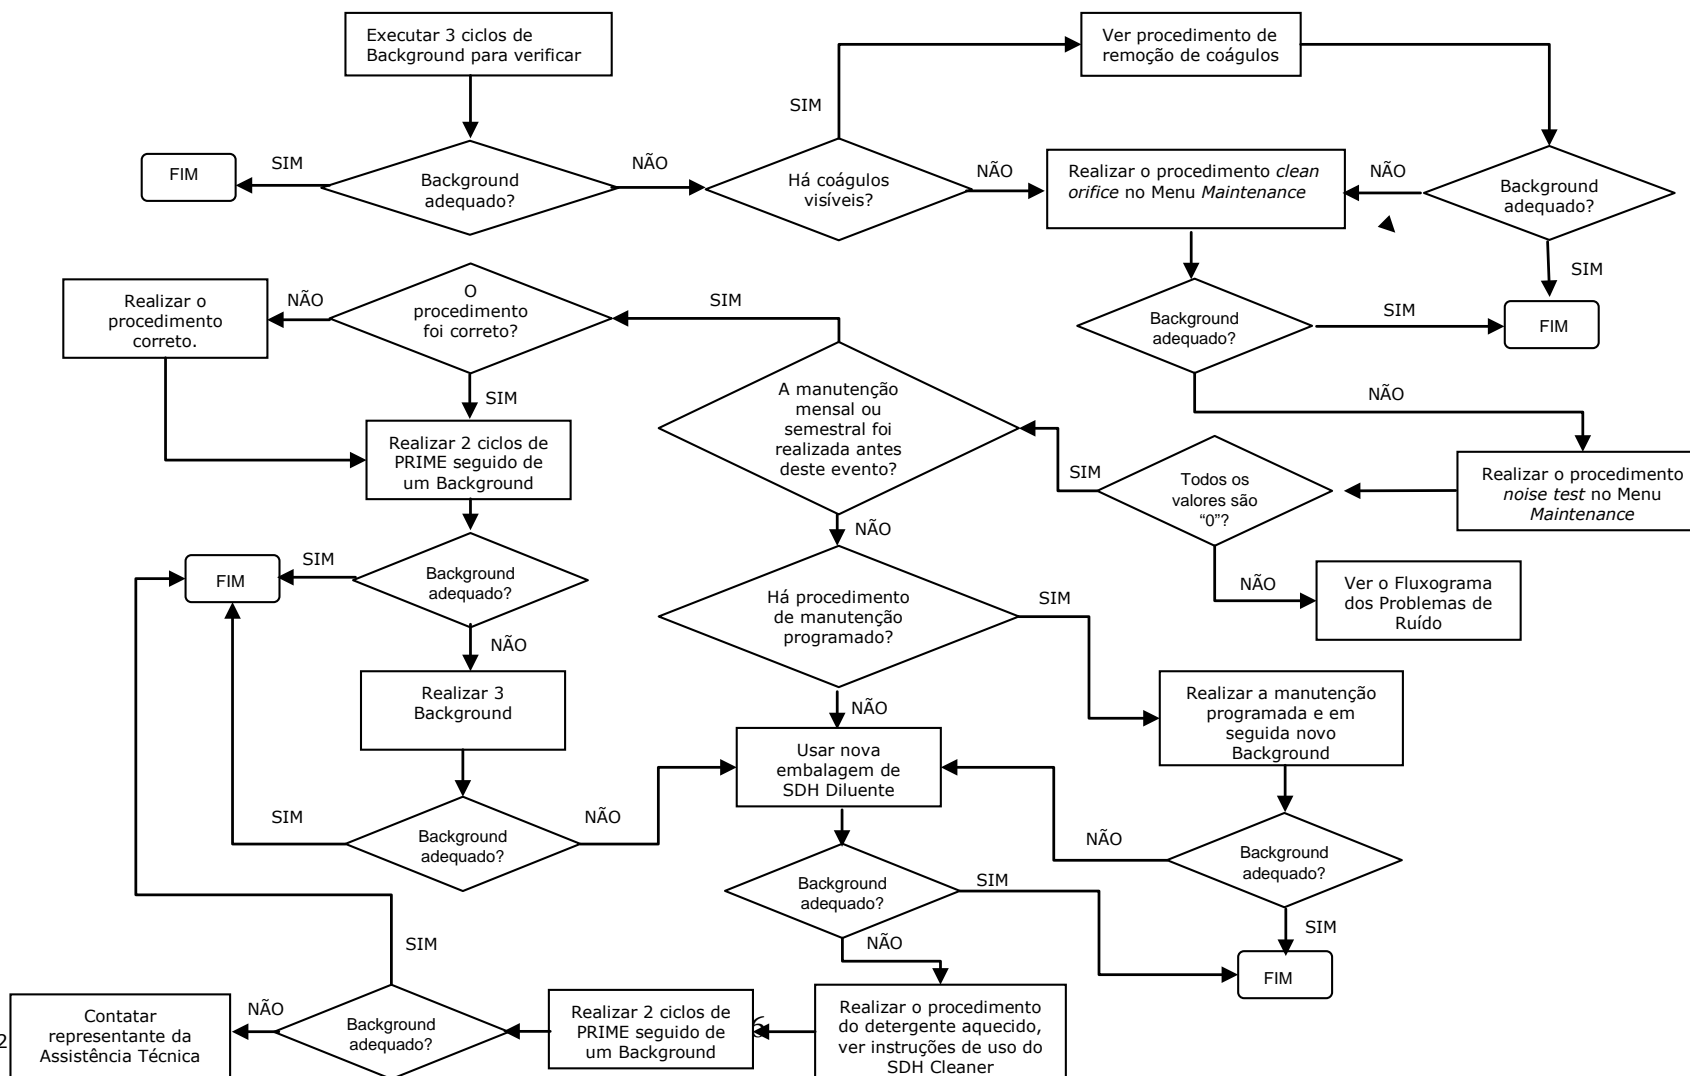 Executar 3 ciclos de
Background para verificar
Ver procedimento de
remoção de coágulos
SIM
FIM
SIM
Background
adequado?
NÃO
Há coágulos
visíveis?
NÃO
Realizar o procedimento clean
orifice no Menu Maintenance
NÃO
Background
adequado?
SIM
FIM
Background
adequado?
SIM
NÃO
Realizar o
procedimento
correto.
NÃO
O
procedimento
foi correto?
SIM
SIM
A manutenção
mensal ou
semestral foi
realizada antes
deste evento?
SIM
Todos os
valores são
“0”?
Realizar o procedimento
noise test no Menu
Maintenance
NÃO
Ver o Fluxograma
dos Problemas de
Ruído
Realizar 2 ciclos de
PRIME seguido de
um Background
NÃO
FIM
SIM
Background
adequado?
NÃO
Há procedimento
de manutenção
programado?
SIM
Realizar 3
Background
NÃO
Realizar a manutenção
programada e em
seguida novo
Background
Usar nova
embalagem de
SDH Diluente
SIM
Background
adequado?
NÃO
NÃO
Background
adequado?
SIM
FIM
Background
adequado?
SIM
NÃO
SIM
Contatar
representante da
Assistência Técnica
NÃO
Background
adequado?
Realizar 2 ciclos de
PRIME seguido de
um Background
Realizar o procedimento
do detergente aquecido,
ver instruções de uso do
SDH Cleaner
2
6